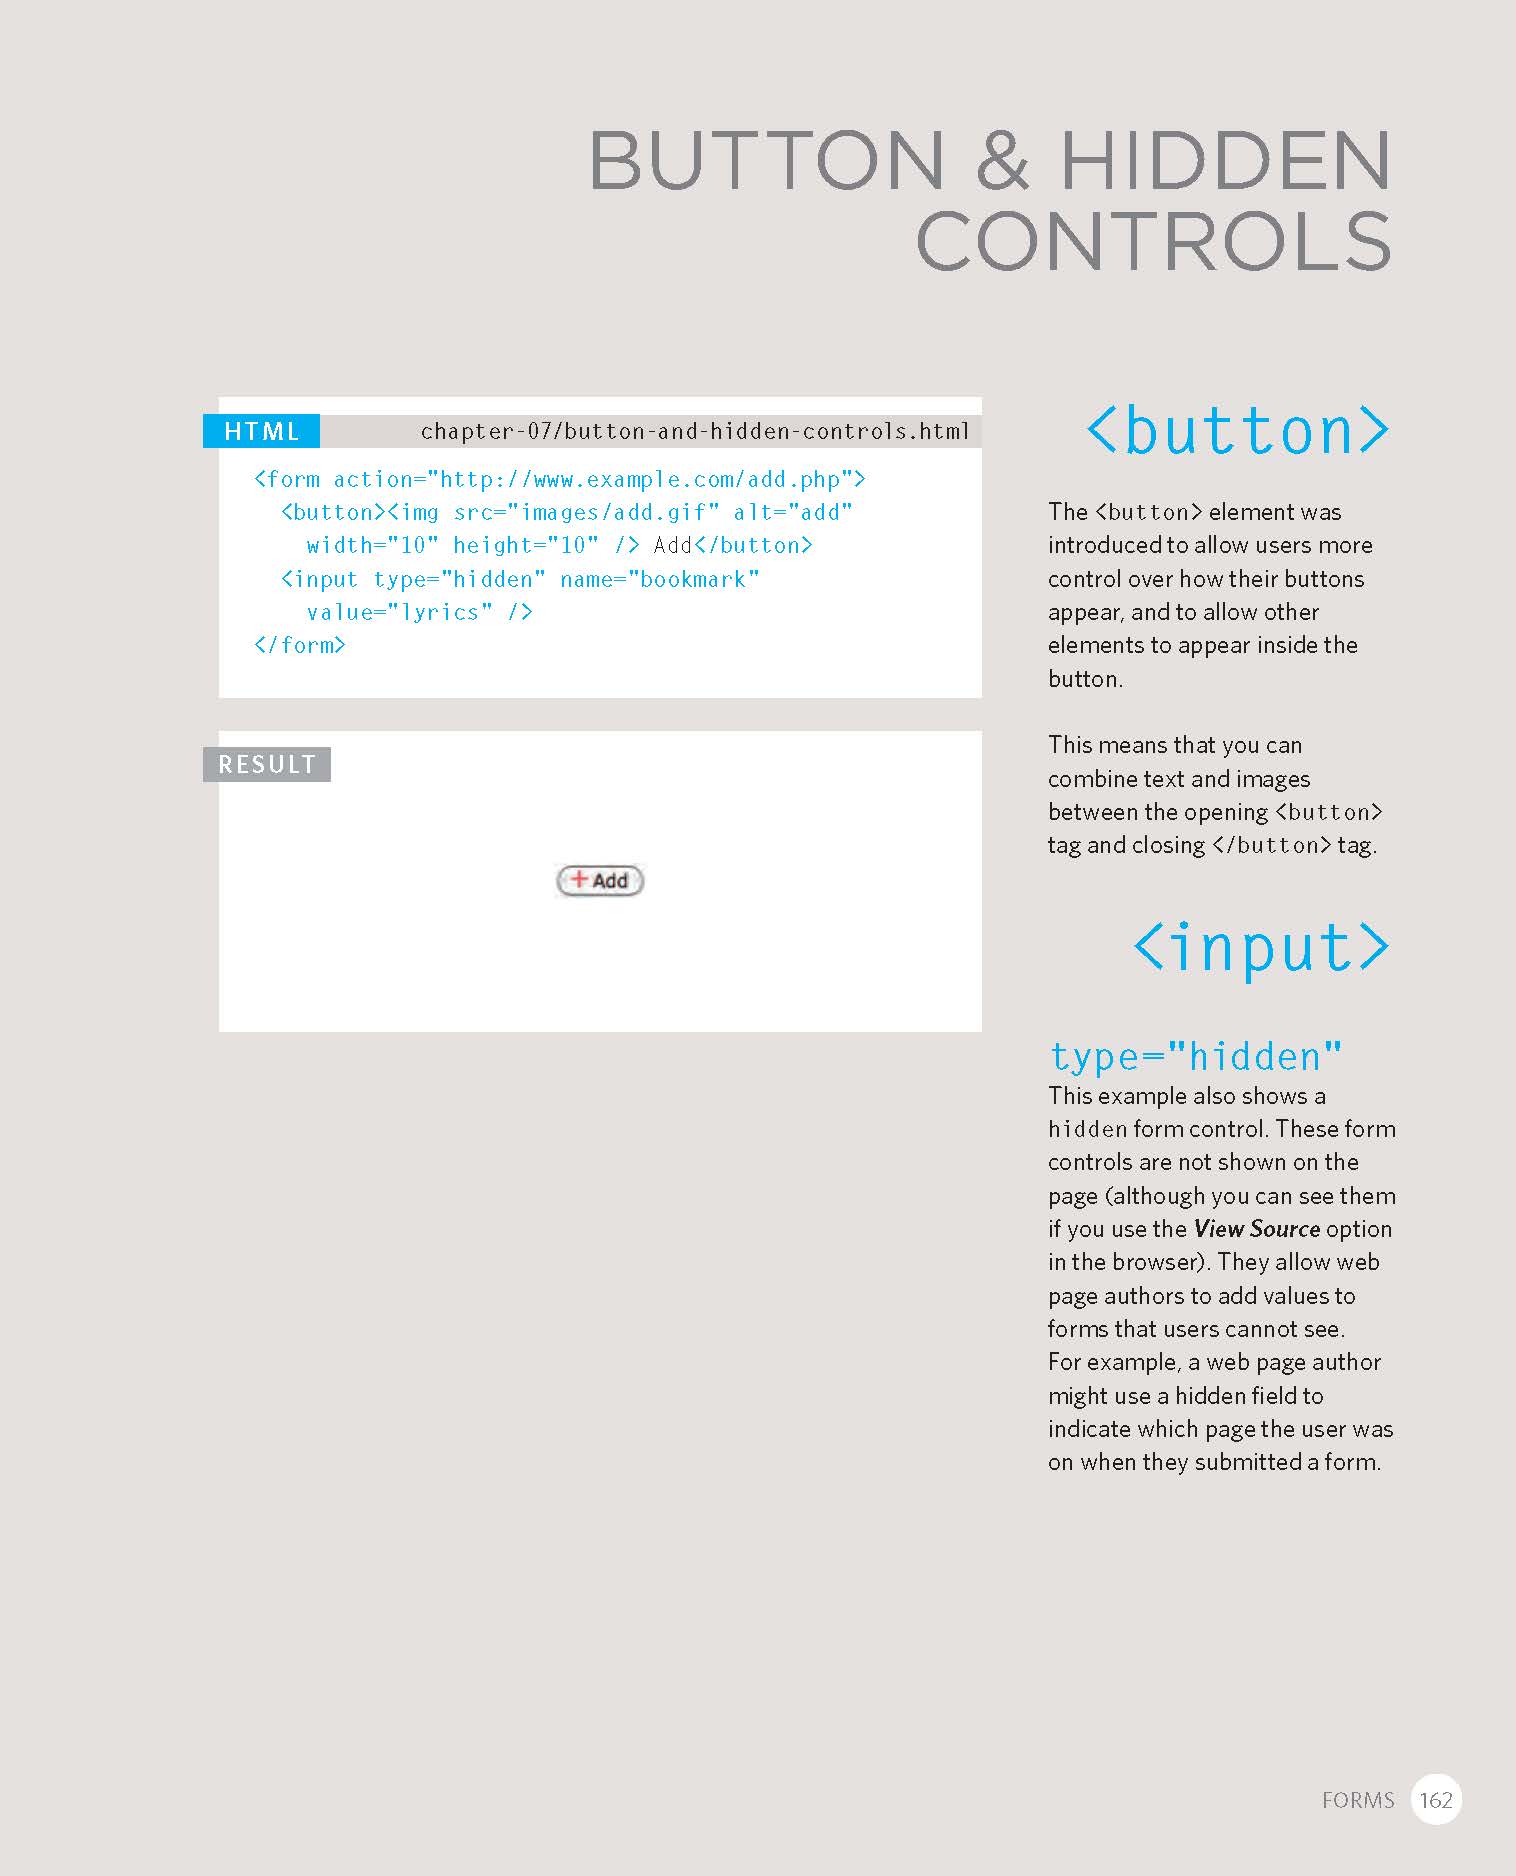 BUTTON & HIDDEN
CONTROLS
HTML
chapter-07/button-and-hidden-controls.html
<form action="http://www.example.com/add.php">
<button><img src="images/add.gif" alt="add"
width="10" height="10" /> Add</button>
<input type="hidden" name="bookmark"
value="lyrics" />
</form>
RESULT
+ Add
<button>
The <button> element was
introduced to allow users more
control over how their buttons
appear, and to allow other
elements to appear inside the
button.
This means that you can
combine text and images
between the opening <button>
tag and closing </button> tag.
<input>
type="hidden"
This example also shows a
hidden form control. These form
controls are not shown on the
page (although you can see them
if you use the View Source option
in the browser). They allow web
page authors to add values to
forms that users cannot see.
For example, a web page author
might use a hidden field to
indicate which page the user was
on when they submitted a form.
FORMS 162